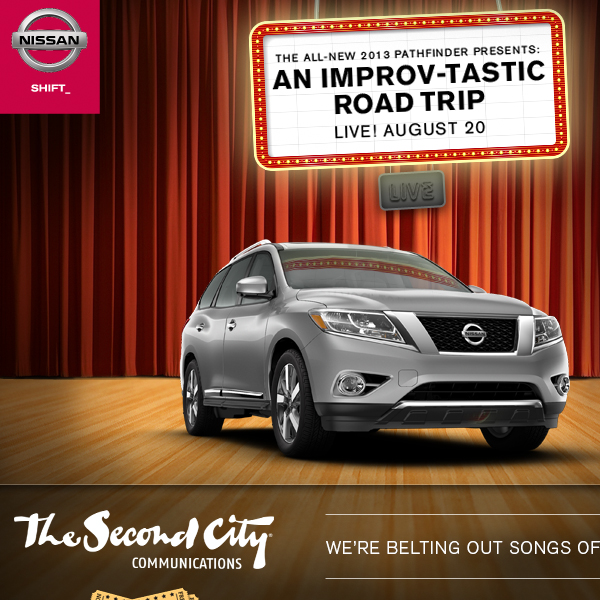 NISSAN
SHIFT_
THE ALL-NEW 2013 PATHFINDER PRESENTS:
AN IMPROV-TASTIC
ROAD TRIP
LIVE! AUGUST 20
LIVE
NISSAN
The Second City®
COMMUNICATIONS
WE'RE BELTING OUT SONGS OF